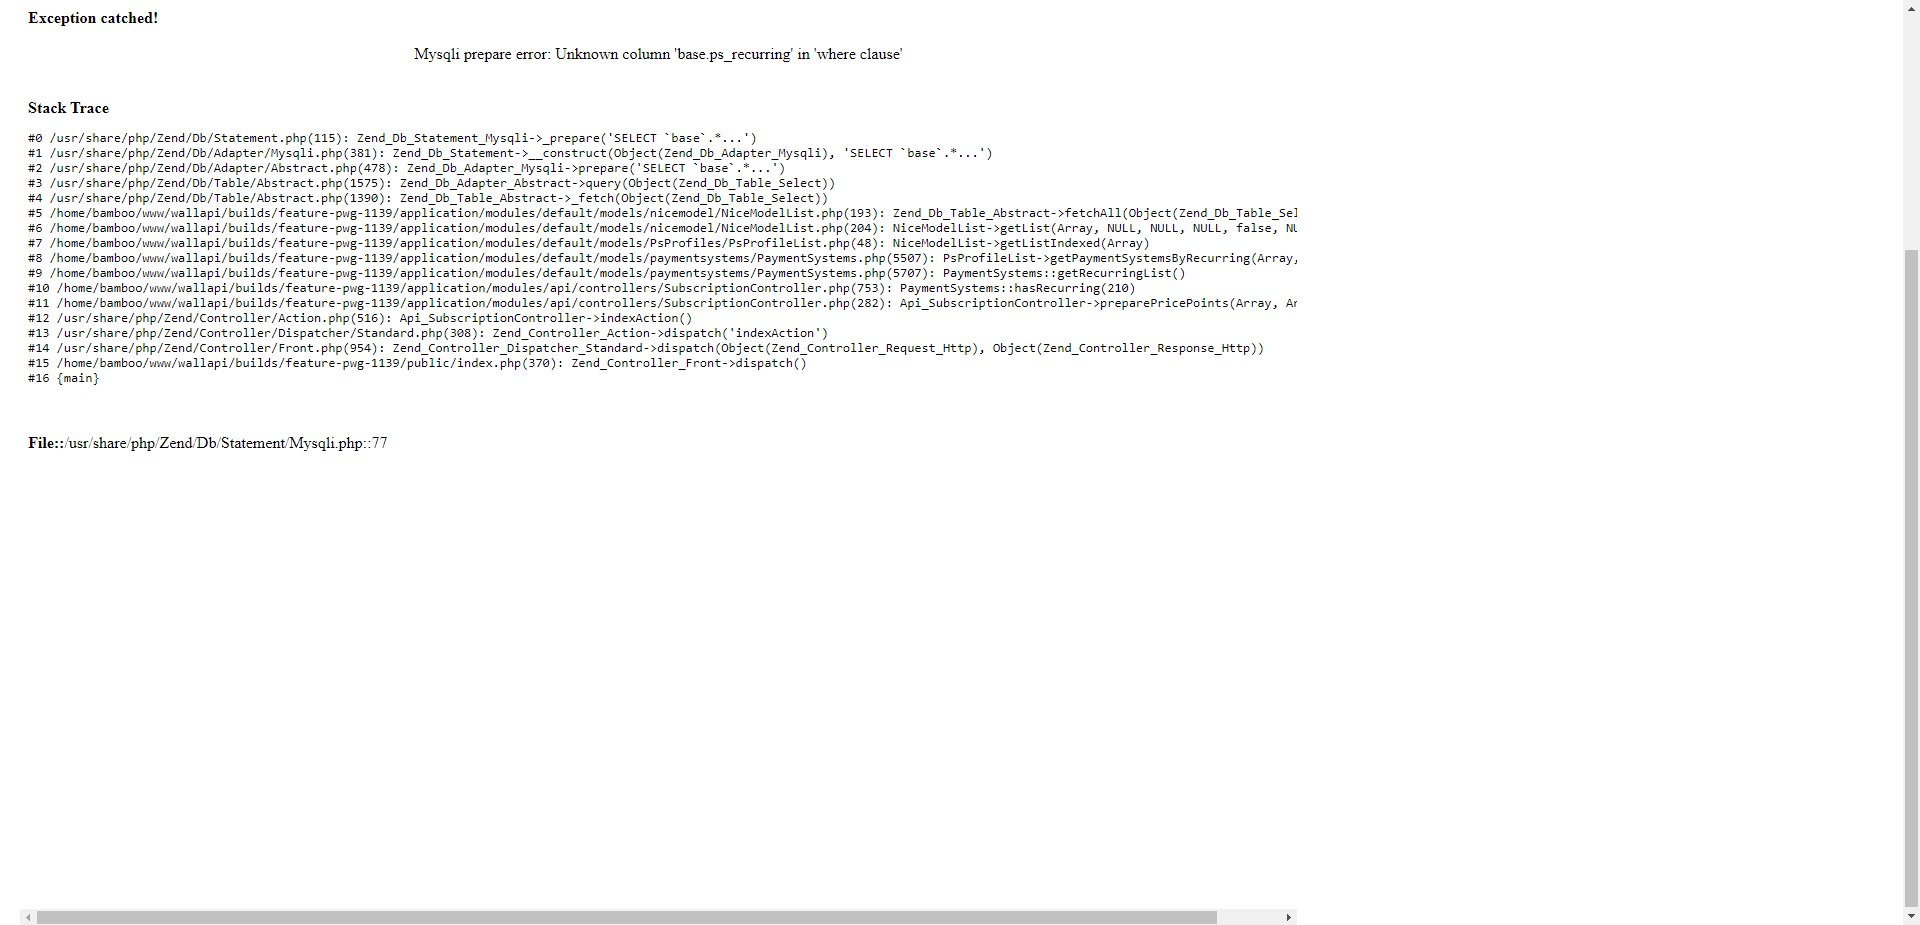 Exception catched!
Mysqli prepare error: Unknown column 'base.ps_recurring' in 'where clause'
Stack Trace
#0 /usr/share/php/Zend/Db/Statement.php(115): Zend_Db_Statement_Mysqli->_prepare('SELECT `base`.*...')
#1 /usr/share/php/Zend/Db/Adapter/Mysqli.php(381): Zend_Db_Statement->__construct(Object(Zend_Db_Adapter_Mysqli), 'SELECT `base`.*...')
#2 /usr/share/php/Zend/Db/Adapter/Abstract.php(478): Zend_Db_Adapter_Mysqli->prepare('SELECT `base`.*...')
#3 /usr/share/php/Zend/Db/Table/Abstract.php(1575): Zend_Db_Adapter_Abstract->query(Object(Zend_Db_Table_Select))
#4 /usr/share/php/Zend/Db/Table/Abstract.php(1390): Zend_Db_Table_Abstract->_fetch(Object(Zend_Db_Table_Select))
#5 /home/bamboo/www/wallapi/builds/feature-pwg-1139/application/modules/default/models/nicemodel/NiceModelList.php(193): Zend_Db_Table_Abstract->fetchAll(Object(Zend_Db_Table_Sel
#6 /home/bamboo/www/wallapi/builds/feature-pwg-1139/application/modules/default/models/nicemodel/NiceModelList.php(204): NiceModelList->getList(Array, NULL, NULL, NULL, false, NU
#7 /home/bamboo/www/wallapi/builds/feature-pwg-1139/application/modules/default/models/PsProfiles/PsProfileList.php(48): NiceModelList->getListIndexed(Array)
#8 /home/bamboo/www/wallapi/builds/feature-pwg-1139/application/modules/default/models/paymentsystems/PaymentSystems.php(5507): PsProfileList->getPaymentSystemsByRecurring(Array,
#9 /home/bamboo/www/wallapi/builds/feature-pwg-1139/application/modules/default/models/paymentsystems/PaymentSystems.php(5707): PaymentSystems::getRecurringList()
#10 /home/bamboo/www/wallapi/builds/feature-pwg-1139/application/modules/api/controllers/SubscriptionController.php(753): PaymentSystems::hasRecurring(210)
#11 /home/bamboo/www/wallapi/builds/feature-pwg-1139/application/modules/api/controllers/SubscriptionController.php(282): Api_SubscriptionController->preparePricePoints(Array, Ar
#12 /usr/share/php/Zend/Controller/Action.php(516): Api_SubscriptionController->indexAction()
#13 /usr/share/php/Zend/Controller/Dispatcher/Standard.php(308): Zend_Controller_Action->dispatch('indexAction')
#14 /usr/share/php/Zend/Controller/Front.php(954): Zend_Controller_Dispatcher_Standard->dispatch(Object(Zend_Controller_Request_Http), Object(Zend_Controller_Response_Http))
#15 /home/bamboo/www/wallapi/builds/feature-pwg-1139/public/index.php(370): Zend_Controller_Front->dispatch()
#16 {main}
File::/usr/share/php/Zend/Db/Statement/Mysqli.php::77